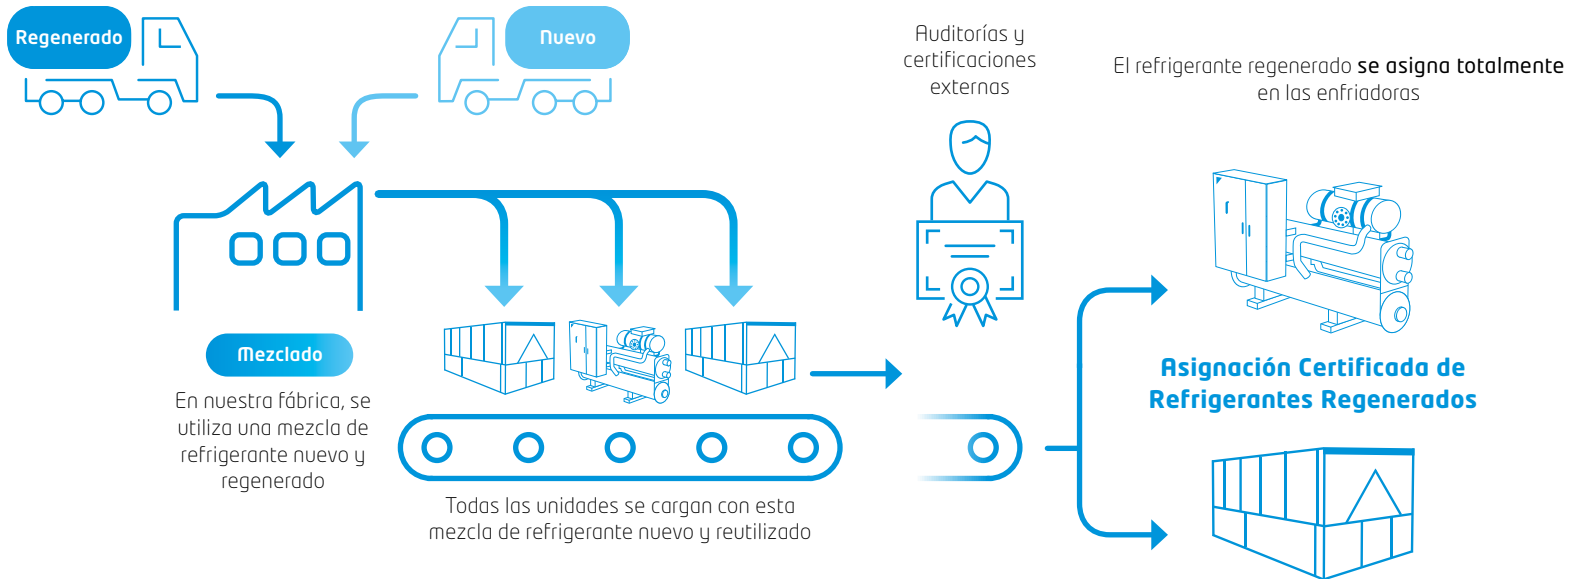 Regenerado
Nuevo
Mezclado
En nuestra fábrica, se
utiliza una mezcla de
refrigerante nuevo y
regenerado
Todas las unidades se cargan con esta
mezcla de refrigerante nuevo y reutilizado
Auditorías y
certificaciones
externas
El refrigerante regenerado se asigna totalmente
en las enfriadoras
Asignación Certificada de
Refrigerantes Regenerados